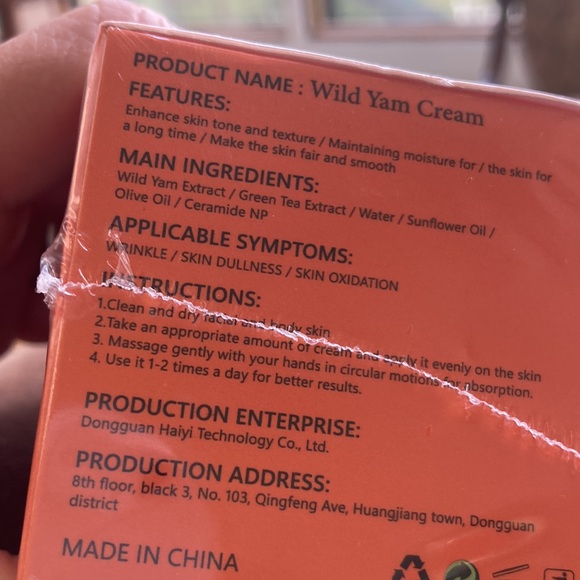 PRODUCT NAME : Wild Yam Cream
FEATURES:
Enhance skin tone and texture / Maintaining moisture for / the skin for
a long time / Make the skin fair and smooth
MAIN INGREDIENTS:
Wild Yam Extract / Green Tea Extract / Water / Sunflower Oil /
Olive Oil / Ceramide NP
APPLICABLE SYMPTOMS:
WRINKLE / SKIN DULLNESS / SKIN OXIDATION
INSTRUCTIONS:
1.Clean and dry facial and body skin
2.Take an appropriate amount of cream and apply it evenly on the skin
3. Massage gently with your hands in circular motions for absorption.
4. Use it 1-2 times a day for better results.
PRODUCTION ENTERPRISE:
Dongguan Haiyi Technology Co., Ltd.
PRODUCTION ADDRESS:
8th floor, black 3, No. 103, Qingfeng Ave, Huangjiang town, Dongguan
district
MADE IN CHINA